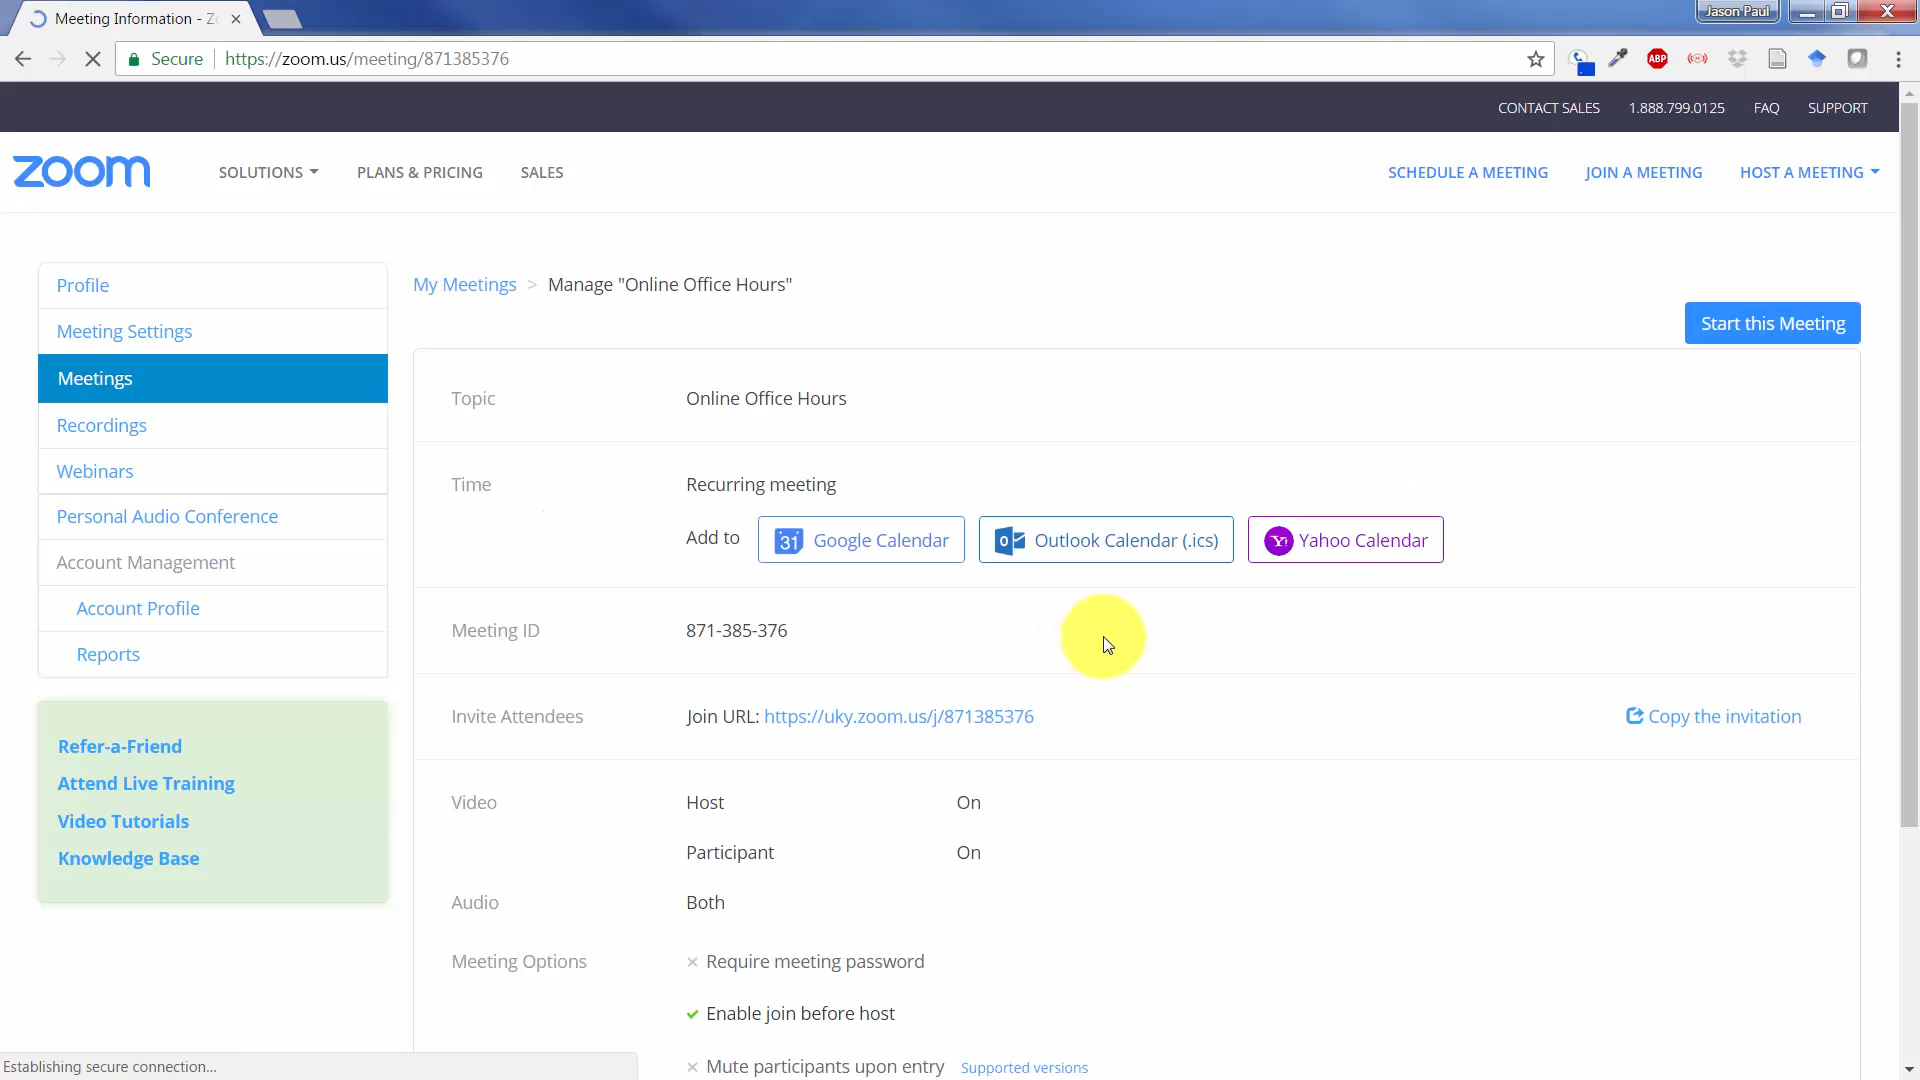 Meeting Information - Zo
Jason Paul
Secure
https://zoom.us/meeting/871385376
ABP
CONTACT SALES
1.888.799.0125
FAQ
SUPPORT
zoom
SOLUTIONS
PLANS & PRICING
SALES
SCHEDULE A MEETING
JOIN A MEETING
HOST A MEETING
Profile
Meeting Settings
Meetings
Recordings
Webinars
Personal Audio Conference
Account Management
Account Profile
Reports
Refer-a-Friend
Attend Live Training
Video Tutorials
Knowledge Base
My Meetings > Manage "Online Office Hours"
Start this Meeting
Topic
Online Office Hours
Time
Recurring meeting
Add to
31 Google Calendar
Outlook Calendar (.ics)
Yahoo Calendar
Meeting ID
871-385-376
Invite Attendees
Join URL: https://uky.zoom.us/j/871385376
Copy the invitation
Video
Host
On
Participant
On
Audio
Both
Meeting Options
Require meeting password
Enable join before host
Mute participants upon entry
Supported versions
Establishing secure connection...